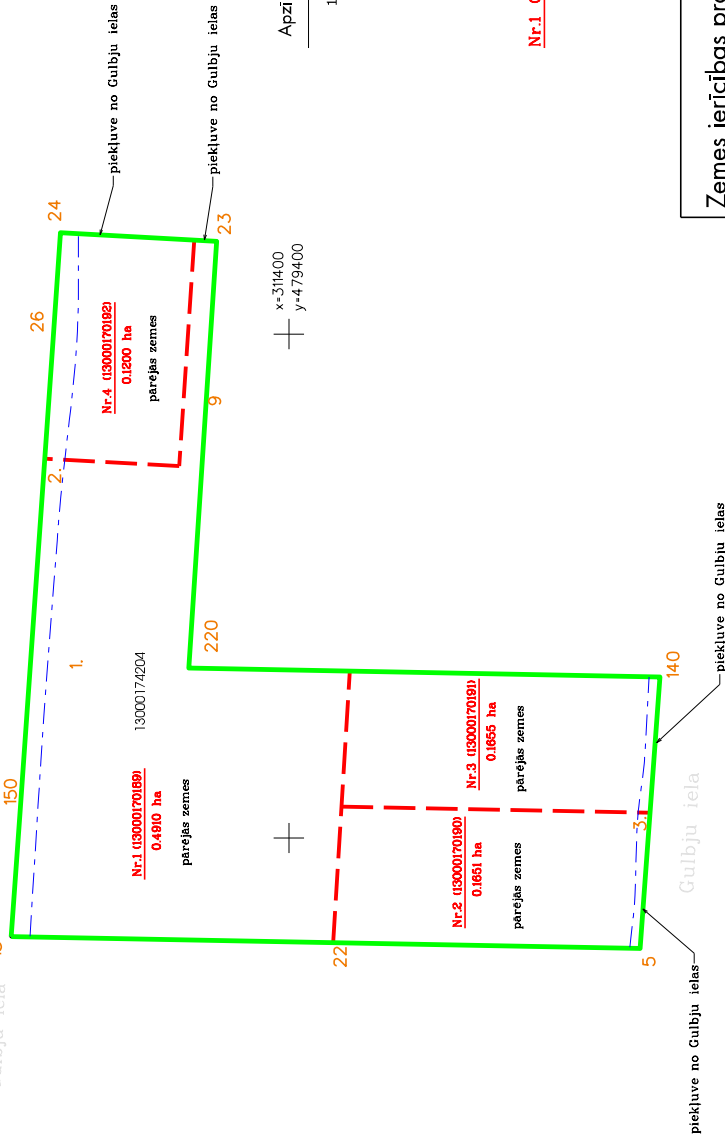 24
26
23
9
piekļuve no Gulbju ielas
piekļuve no Gulbju ielas
Nr.4 (13000170192)
0.1200 ha
pārējās zemes
x=311400
y=479400
2.
1.
150
220
13000174204
Nr.1 (13000170189)
0.4910 ha
pārējās zemes
Nr.3 (13000170191)
0.1655 ha
pārējās zemes
Nr.2 (13000170190)
0.1651 ha
pārējās zemes
22
3.
5
140
Gulbju iela
piekļuve no Gulbju ielas
piekļuve no Gulbju ielas
Nr.1
Zemes ierīcības pro